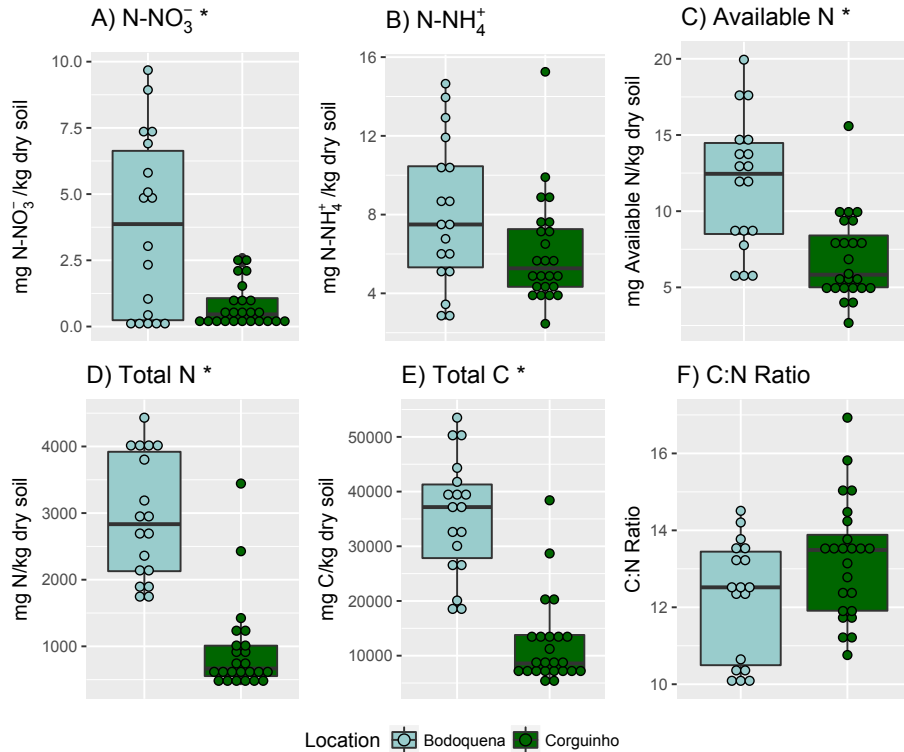 A) N-NO₃⁻ *
mg N-NO₃⁻ /kg dry soil
10.0
7.5
5.0
2.5
0.0
B) N-NH₄⁺
mg N-NH₄⁺ /kg dry soil
16
12
8
4
C) Available N *
mg Available N/kg dry soil
20
15
10
5
D) Total N *
mg N/kg dry soil
4000
3000
2000
1000
E) Total C *
mg C/kg dry soil
50000
40000
30000
20000
10000
F) C:N Ratio
C:N Ratio
16
14
12
10
Location Bodoquena Corguinho